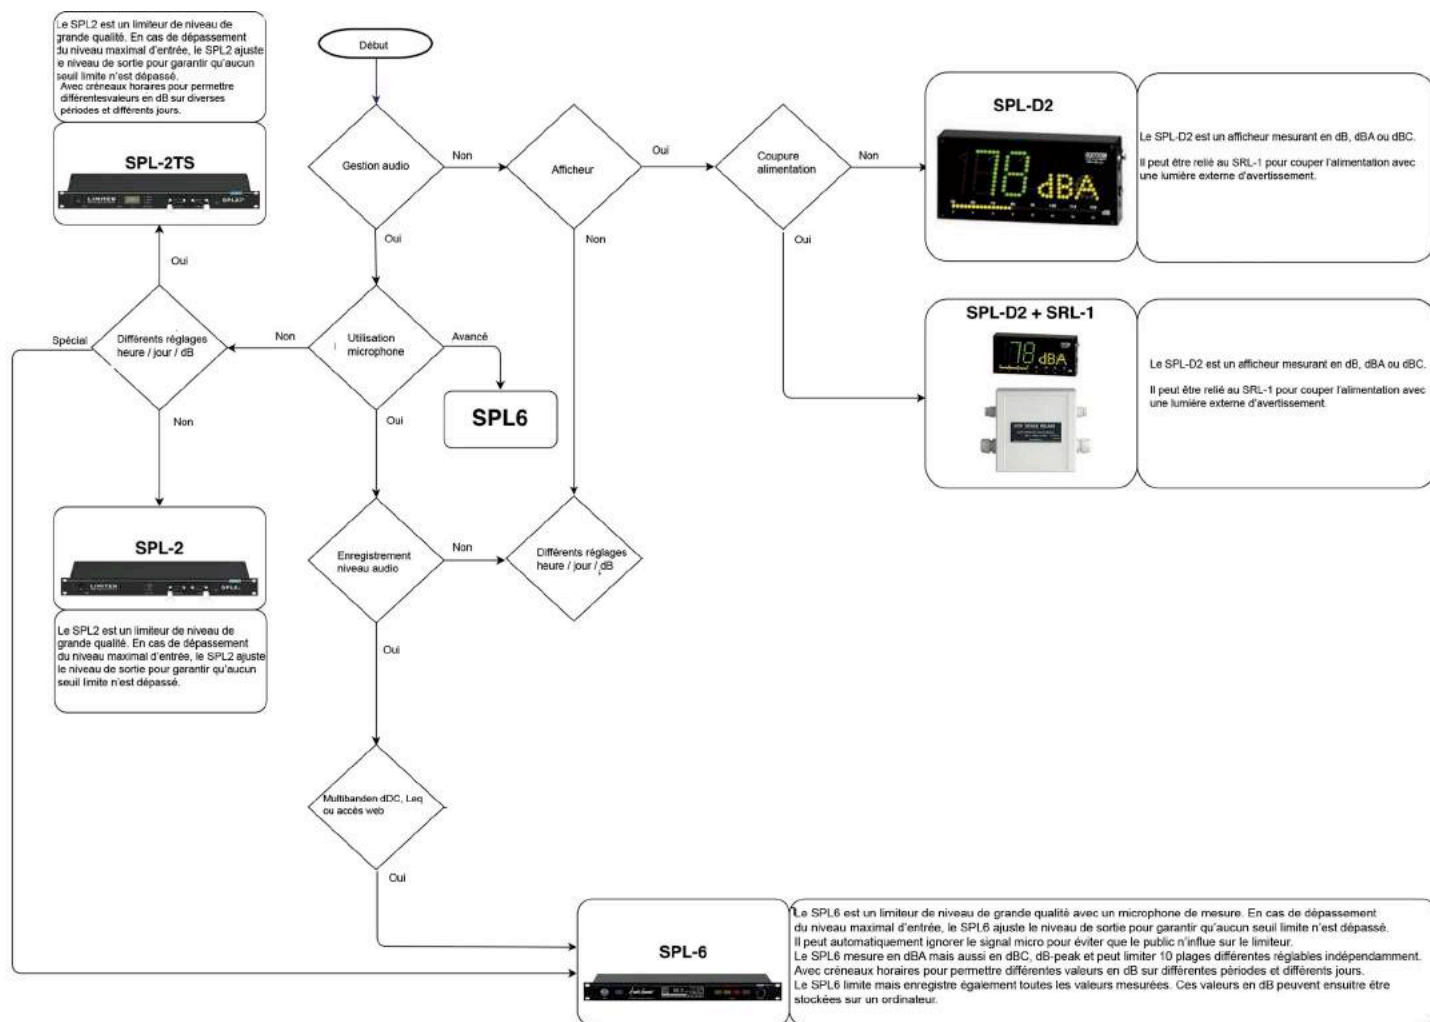 Le SPL2 est un limiteur de niveau de
grande qualité. En cas de dépassement
du niveau maximal d'entrée, le SPL2 ajuste
le niveau de sortie pour garantir qu'aucun
seuil limite n'est dépassé.
Avec créneaux horaires pour permettre
différentesvaleurs en dB sur diverses
périodes et différents jours.
SPL-2TS
LIMITER
Oui
Différents réglages
heure / jour / dB
Spécial
Non
SPL-2
LIMITER
Le SPL2 est un limiteur de niveau de
grande qualité. En cas de dépassement
du niveau maximal d'entrée, le SPL2 ajuste
le niveau de sortie pour garantir qu'aucun
seuil limite n'est dépassé.
Début
Gestion audio
Non
Oui
Utilisation
microphone
Non
Avancé
SPL6
Oui
Enregistrement
niveau audio
Non
Oui
Multibanden dDC, Leq
ou accès web
Oui
Afficheur
Oui
Non
Différents réglages
heure / jour / dB
Coupure
alimentation
Non
Oui
SPL-D2
78 dBA
Le SPL-D2 est un afficheur mesurant en dB, dBA ou dBC.
Il peut être relié au SRL-1 pour couper l'alimentation avec
une lumière externe d'avertissement.
SPL-D2 + SRL-1
78 dBA
Le SPL-D2 est un afficheur mesurant en dB, dBA ou dBC.
Il peut être relié au SRL-1 pour couper l'alimentation avec
une lumière externe d'avertissement
SPL-6
Le SPL6 est un limiteur de niveau de grande qualité avec un microphone de mesure. En cas de dépassement
du niveau maximal d'entrée, le SPL6 ajuste le niveau de sortie pour garantir qu'aucun seuil limite n'est dépassé.
Il peut automatiquement ignorer le signal micro pour éviter que le public n'influe sur le limiteur.
Le SPL6 mesure en dBA mais aussi en dBC, dB-peak et peut limiter 10 plages différentes réglables indépendamment.
Avec créneaux horaires pour permettre différentes valeurs en dB sur différentes périodes et différents jours.
Le SPL6 limite mais enregistre également toutes les valeurs mesurées. Ces valeurs en dB peuvent ensuitre être
stockées sur un ordinateur.